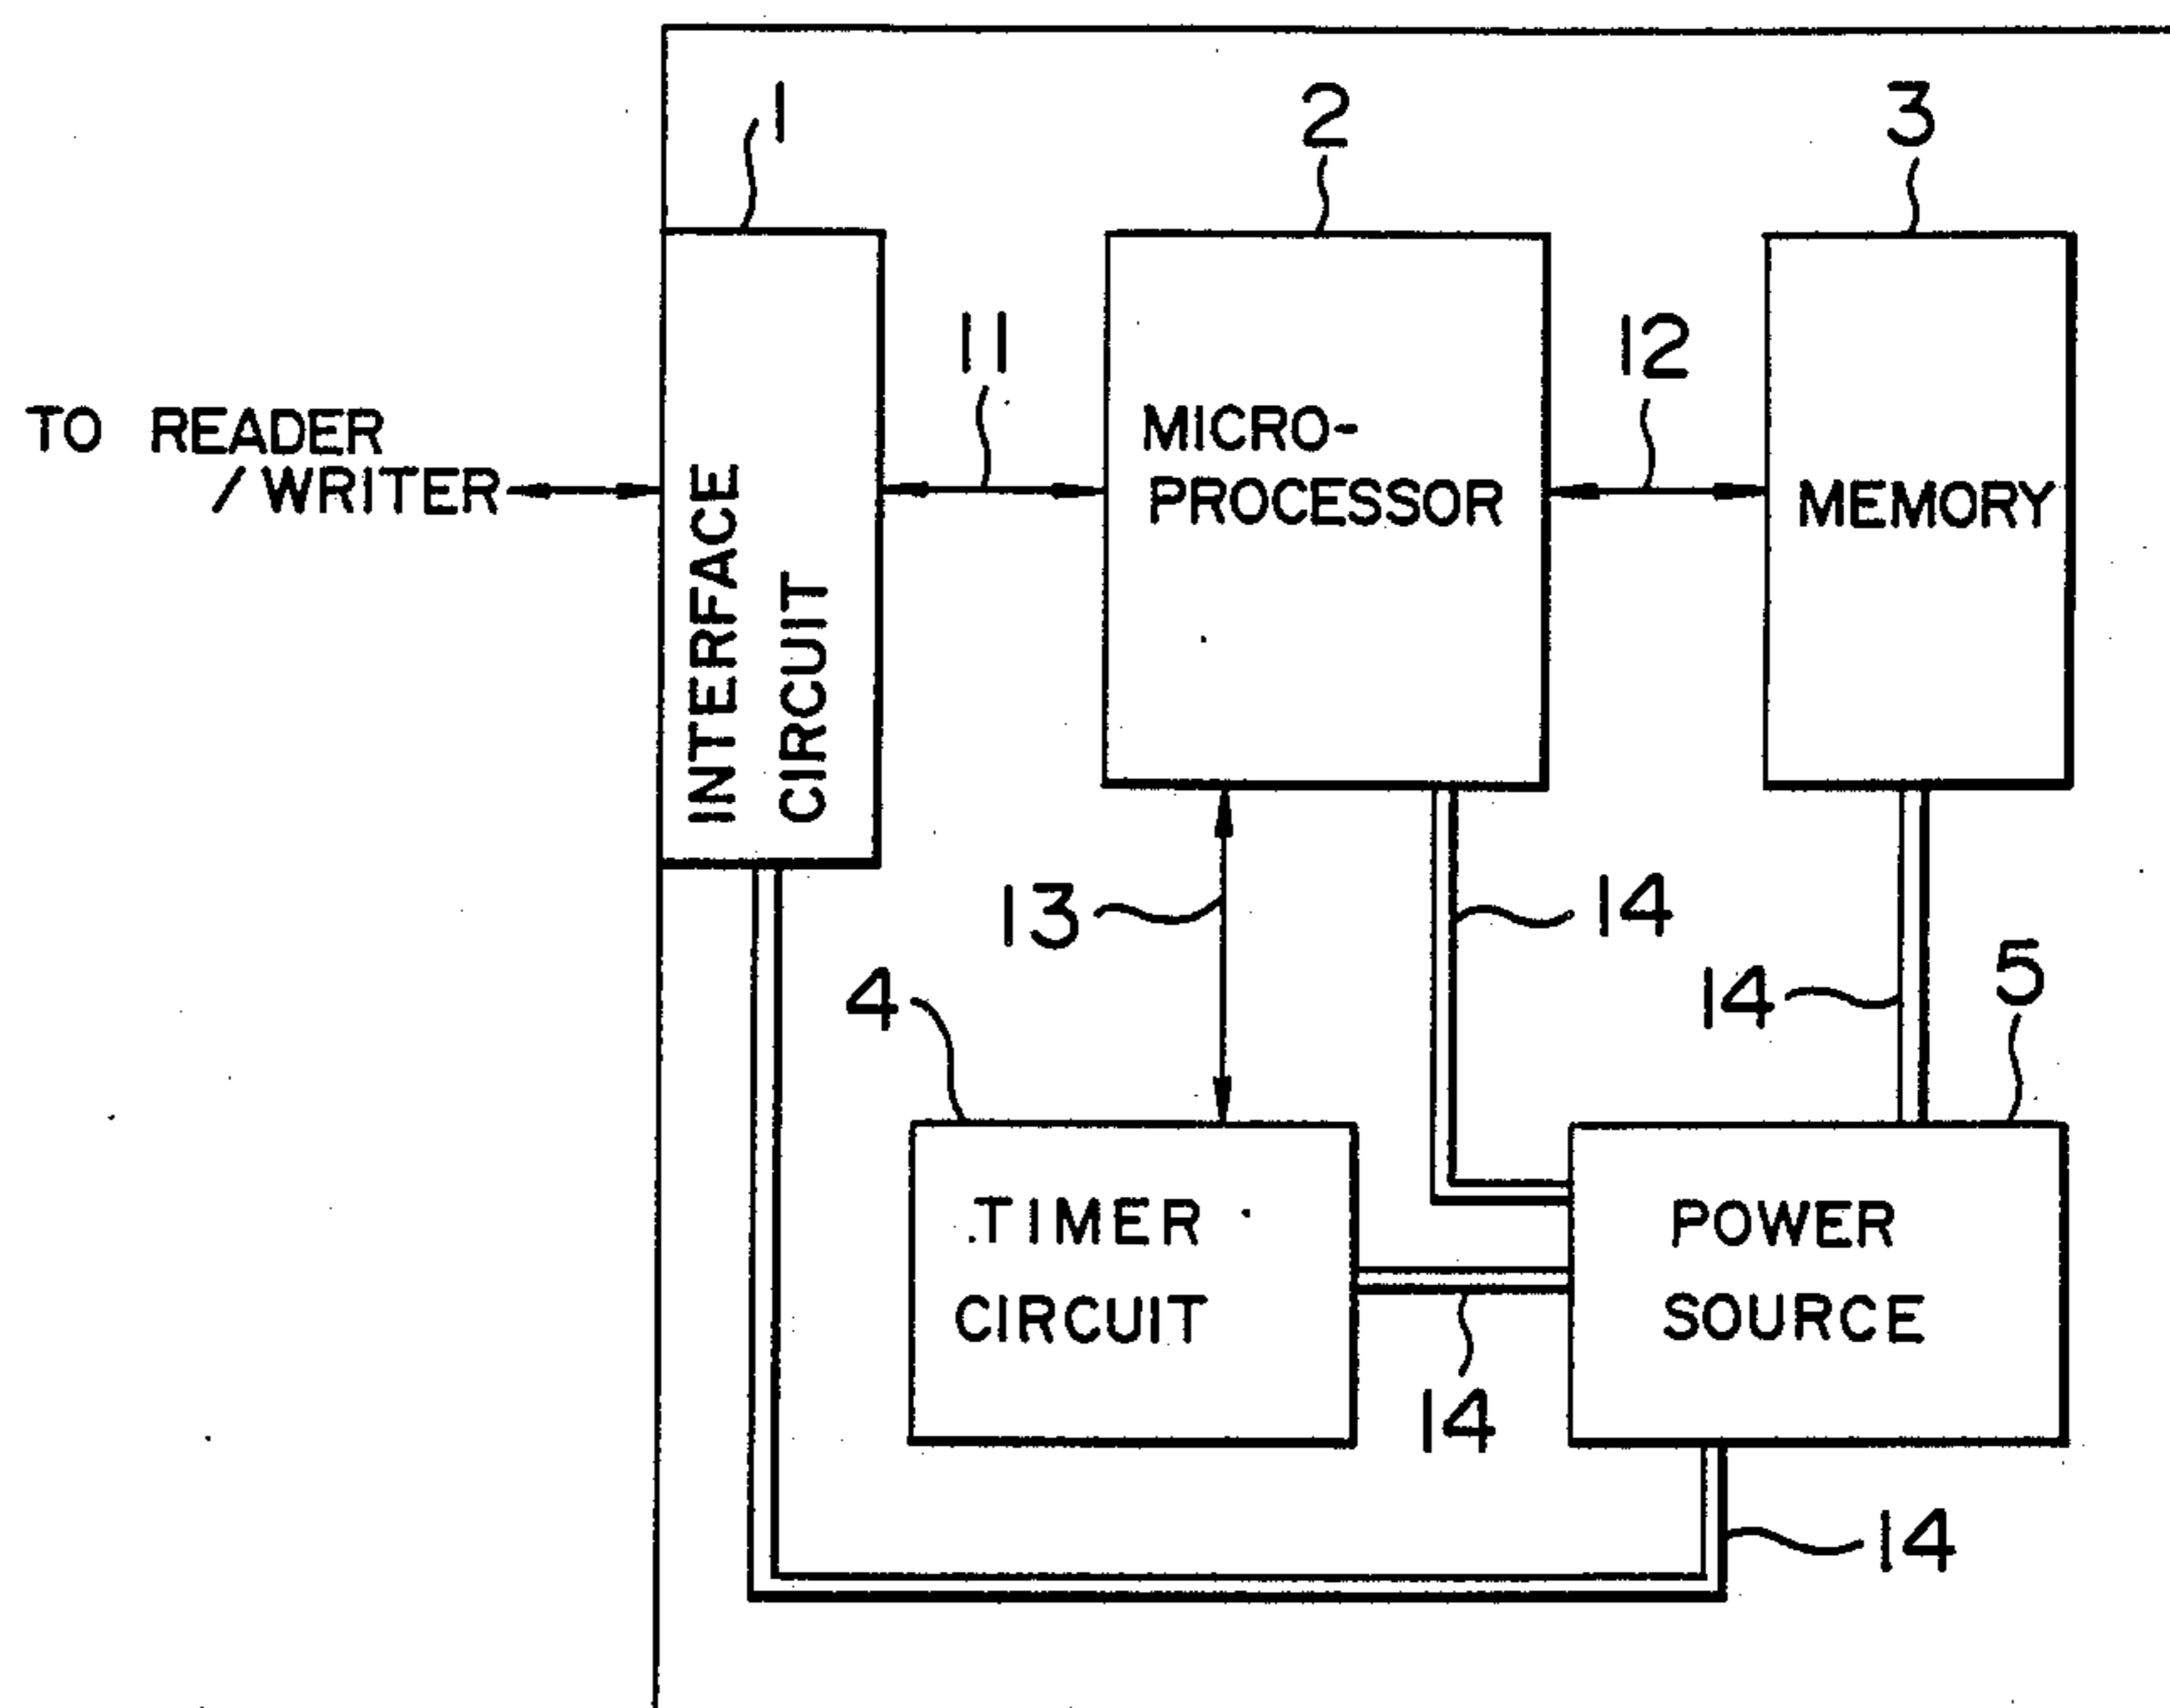 1
2
3
11
12
TO READER
/WRITER
INTERFACE
CIRCUIT
MICRO-
PROCESSOR
MEMORY
13
14
14
4
5
TIMER
CIRCUIT
POWER
SOURCE
14
14